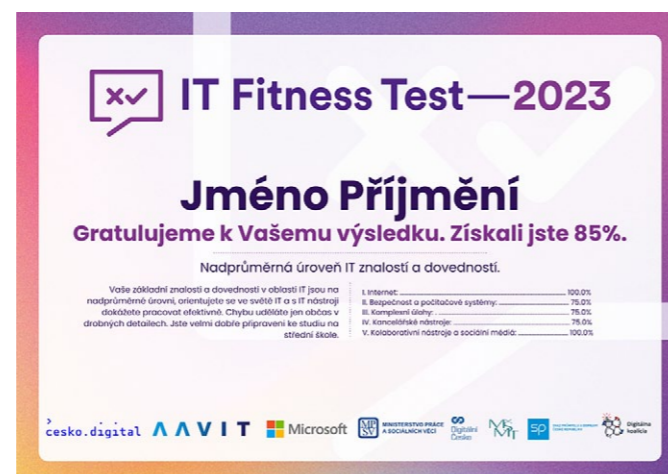 IT Fitness Test—2023
Jméno Příjmění
Gratulujeme k Vašemu výsledku. Získali jste 85%.
Nadprůměrná úroveň IT znalostí a dovedností.
Vaše základní znalosti a dovednosti v oblasti IT jsou na
nadprůměrné úrovni, orientujete se ve světě IT a s IT nástroji
dokážete pracovat efektivně. Chybu uděláte jen občas v
drobných detailech. Jste velmi dobře připraveni ke studiu na
střední škole.
I. Internet: 100.0%
II. Bezpečnost a počítačové systémy: 75.0%
III. Komplexní úlohy: 75.0%
IV. Kancelářské nástroje: 75.0%
V. Kolaborativní nástroje a sociální média: 100.0%
cesko.digital
AAVIT
Microsoft
MPSV
MINISTERSTVO PRÁCE
A SOCIÁLNÍCH VĚCÍ
Digitální
Česko
MŠMT
SP
Digitálna
koalícia